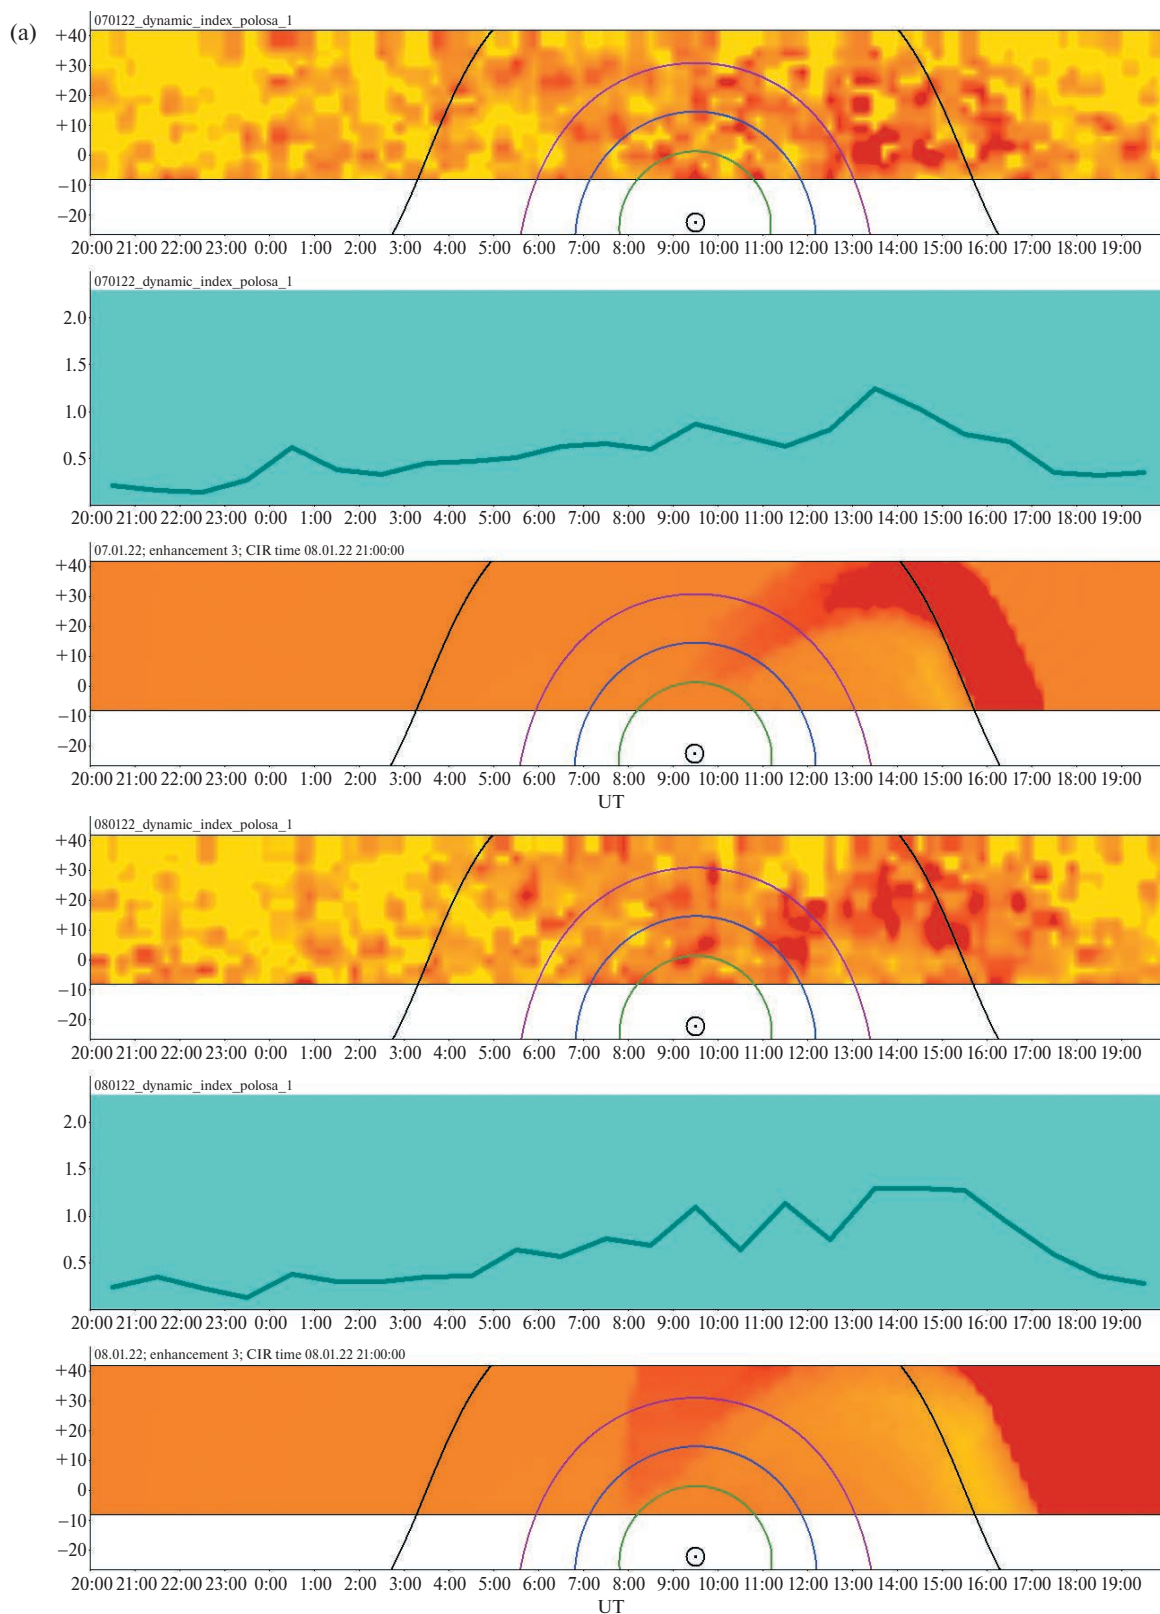 (a)
070122_dynamic_index_polosa_1
+40
+30
+20
+10
0
−10
−20
20:00 21:00 22:00 23:00 0:00 1:00 2:00 3:00 4:00 5:00 6:00 7:00 8:00 9:00 10:00 11:00 12:00 13:00 14:00 15:00 16:00 17:00 18:00 19:00
070122_dynamic_index_polosa_1
2.0
1.5
1.0
0.5
20:00 21:00 22:00 23:00 0:00 1:00 2:00 3:00 4:00 5:00 6:00 7:00 8:00 9:00 10:00 11:00 12:00 13:00 14:00 15:00 16:00 17:00 18:00 19:00
07.01.22; enhancement 3; CIR time 08.01.22 21:00:00
+40
+30
+20
+10
0
−10
−20
20:00 21:00 22:00 23:00 0:00 1:00 2:00 3:00 4:00 5:00 6:00 7:00 8:00 9:00 10:00 11:00 12:00 13:00 14:00 15:00 16:00 17:00 18:00 19:00
UT
080122_dynamic_index_polosa_1
+40
+30
+20
+10
0
−10
−20
20:00 21:00 22:00 23:00 0:00 1:00 2:00 3:00 4:00 5:00 6:00 7:00 8:00 9:00 10:00 11:00 12:00 13:00 14:00 15:00 16:00 17:00 18:00 19:00
080122_dynamic_index_polosa_1
2.0
1.5
1.0
0.5
20:00 21:00 22:00 23:00 0:00 1:00 2:00 3:00 4:00 5:00 6:00 7:00 8:00 9:00 10:00 11:00 12:00 13:00 14:00 15:00 16:00 17:00 18:00 19:00
08.01.22; enhancement 3; CIR time 08.01.22 21:00:00
+40
+30
+20
+10
0
−10
−20
20:00 21:00 22:00 23:00 0:00 1:00 2:00 3:00 4:00 5:00 6:00 7:00 8:00 9:00 10:00 11:00 12:00 13:00 14:00 15:00 16:00 17:00 18:00 19:00
UT